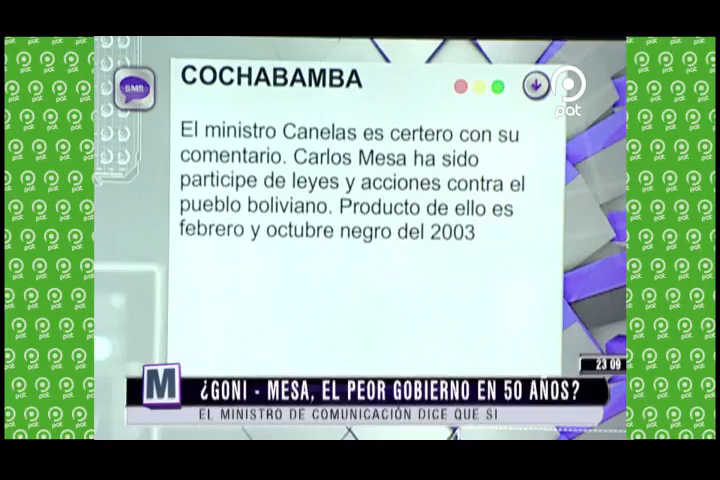 COCHABAMBA
SMS
pat
El ministro Canelas es certero con su
comentario. Carlos Mesa ha sido
participe de leyes y acciones contra el
pueblo boliviano. Producto de ello es
febrero y octubre negro del 2003
23 09
M
¿GONI - MESA, EL PEOR GOBIERNO EN 50 AÑOS?
EL MINISTRO DE COMUNICACIÓN DICE QUE SI